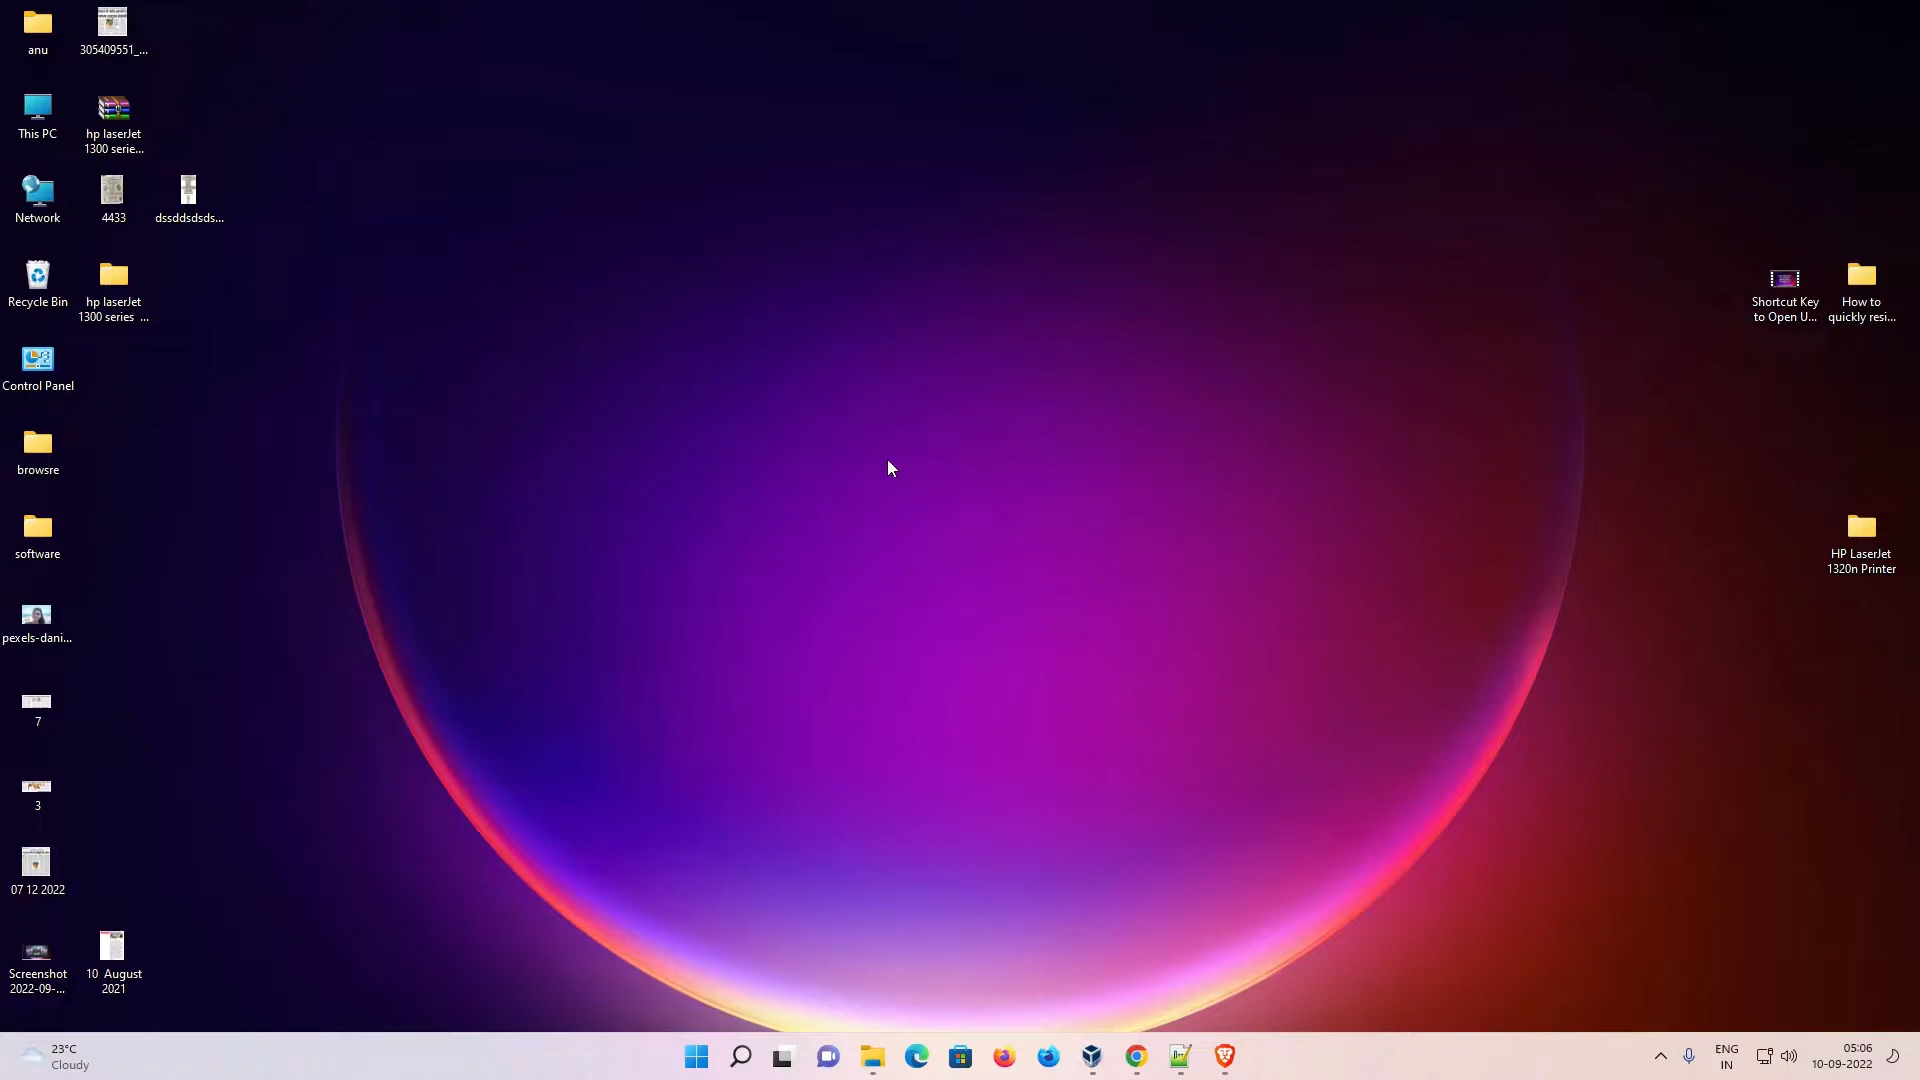 anu
305409551_...
This PC
hp laserJet
1300 serie...
Network
4433
dssddsdsds...
Recycle Bin
hp laserJet
1300 series ...
Shortcut Key
to Open U...
How to
quickly resi...
Control Panel
browsre
software
HP LaserJet
1320n Printer
pexels-dani...
7
3
07 12 2022
Screenshot
2022-09-...
10 August
2021
23°C
Cloudy
ENG
IN
05:06
10-09-2022